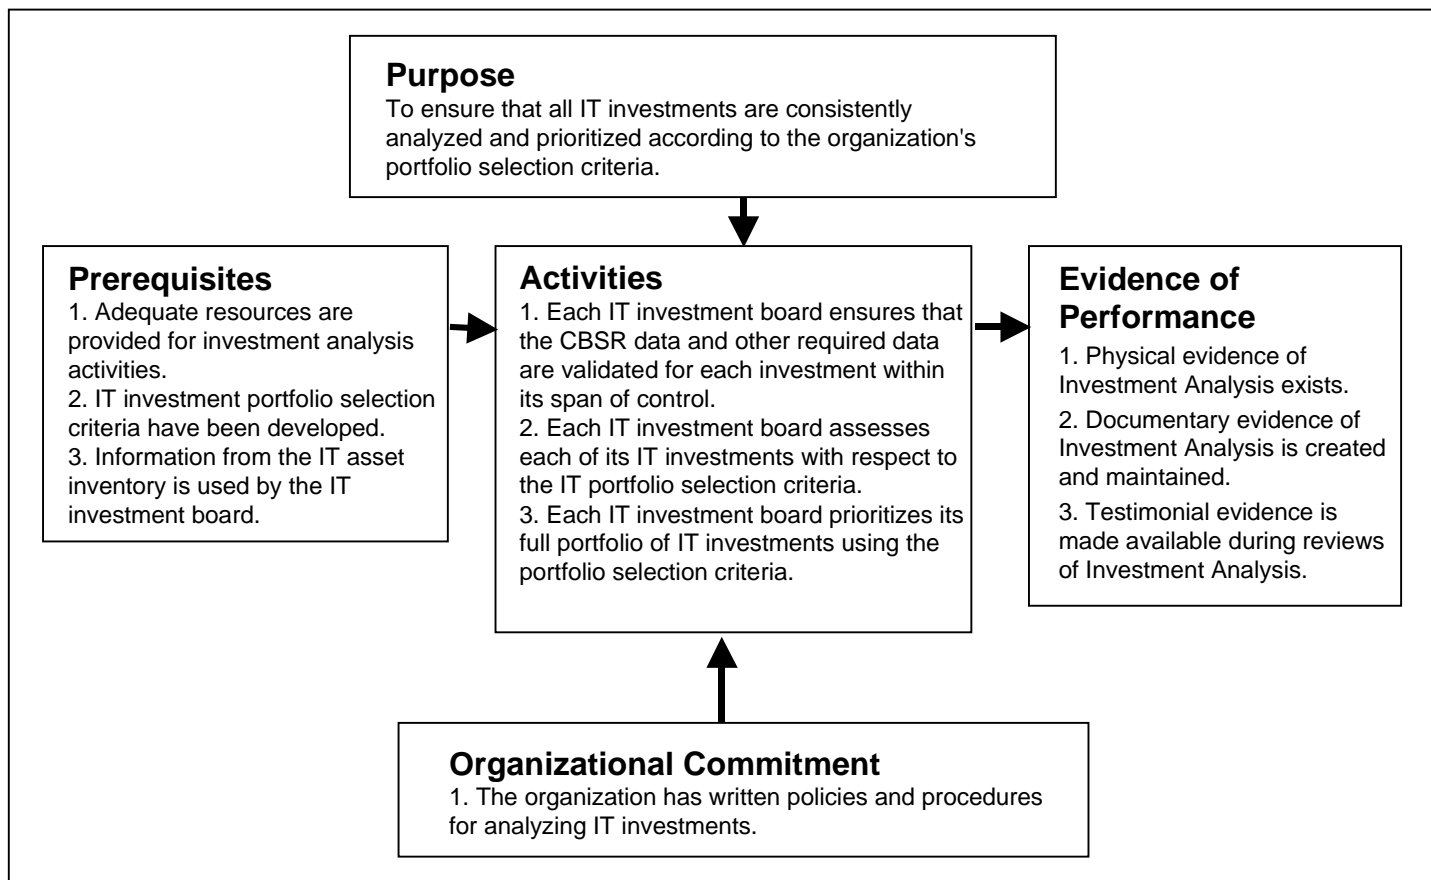 Purpose
To ensure that all IT investments are consistently
analyzed and prioritized according to the organization's
portfolio selection criteria.
Prerequisites
1. Adequate resources are
provided for investment analysis
activities.
2. IT investment portfolio selection
criteria have been developed.
3. Information from the IT asset
inventory is used by the IT
investment board.
Activities
1. Each IT investment board ensures that
the CBSR data and other required data
are validated for each investment within
its span of control.
2. Each IT investment board assesses
each of its IT investments with respect to
the IT portfolio selection criteria.
3. Each IT investment board prioritizes its
full portfolio of IT investments using the
portfolio selection criteria.
Evidence of
Performance
1. Physical evidence of
Investment Analysis exists.
2. Documentary evidence of
Investment Analysis is created
and maintained.
3. Testimonial evidence is
made available during reviews
of Investment Analysis.
Organizational Commitment
1. The organization has written policies and procedures
for analyzing IT investments.